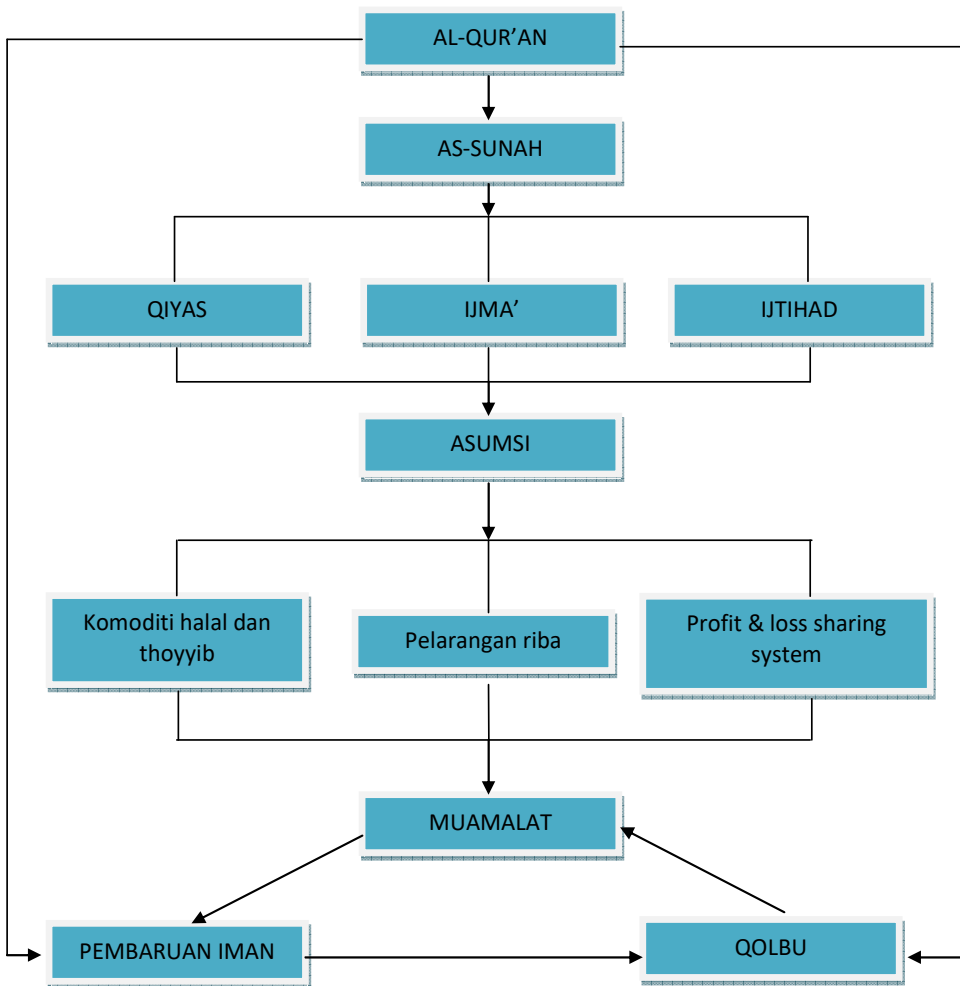 AL-QUR’AN
AS-SUNAH
QIYAS
IJMA’
IJTIHAD
ASUMSI
Komoditi halal dan
thoyyib
Pelarangan riba
Profit & loss sharing
system
MUAMALAT
PEMBARUAN IMAN
QOLBU